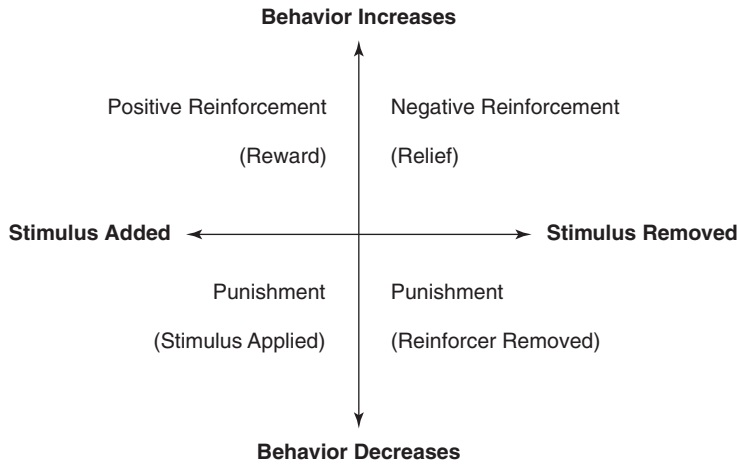 Behavior Increases
Positive Reinforcement
(Reward)
Negative Reinforcement
(Relief)
Stimulus Added
Stimulus Removed
Punishment
(Stimulus Applied)
Punishment
(Reinforcer Removed)
Behavior Decreases